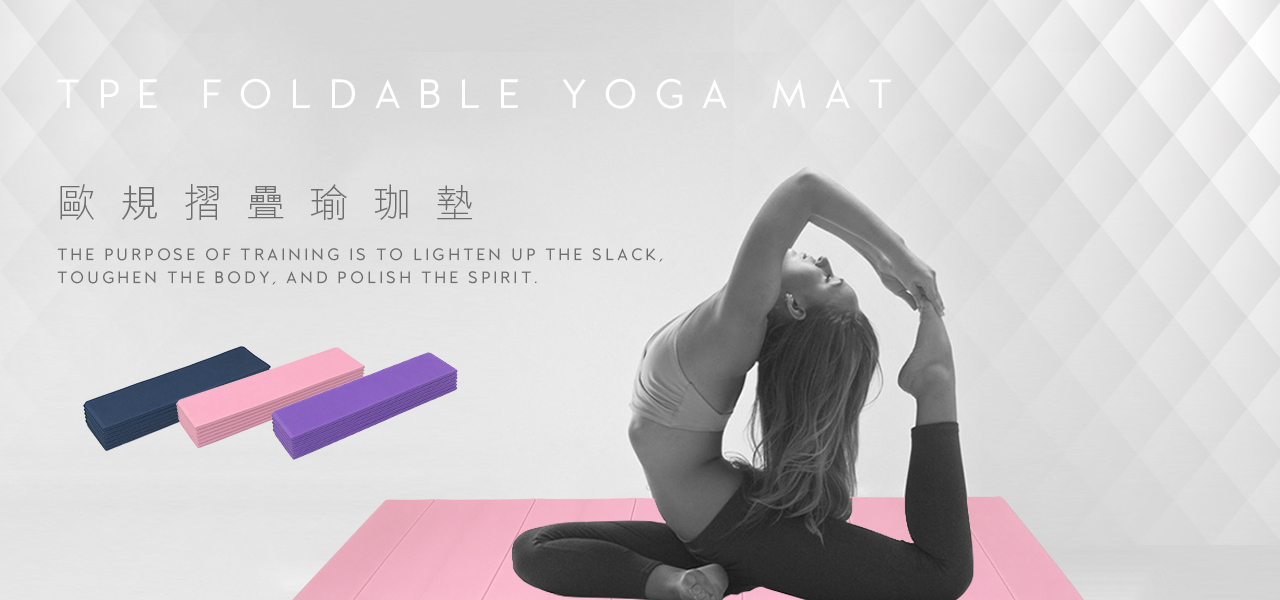 TPE FOLDABLE YOGA MAT
歐規摺疊瑜珈墊
THE PURPOSE OF TRAINING IS TO LIGHTEN UP THE SLACK,
TOUGHEN THE BODY, AND POLISH THE SPIRIT.